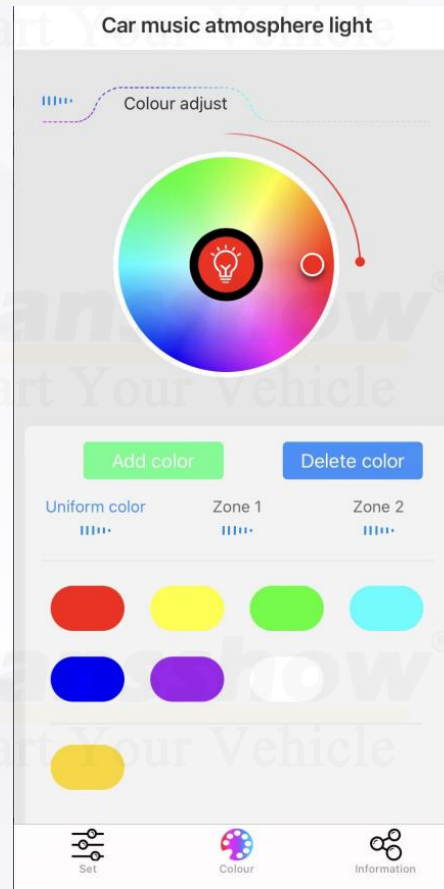 Car music atmosphere light
Colour adjust
Add color
Delete color
Uniform color
Zone 1
Zone 2
Set
Colour
Information